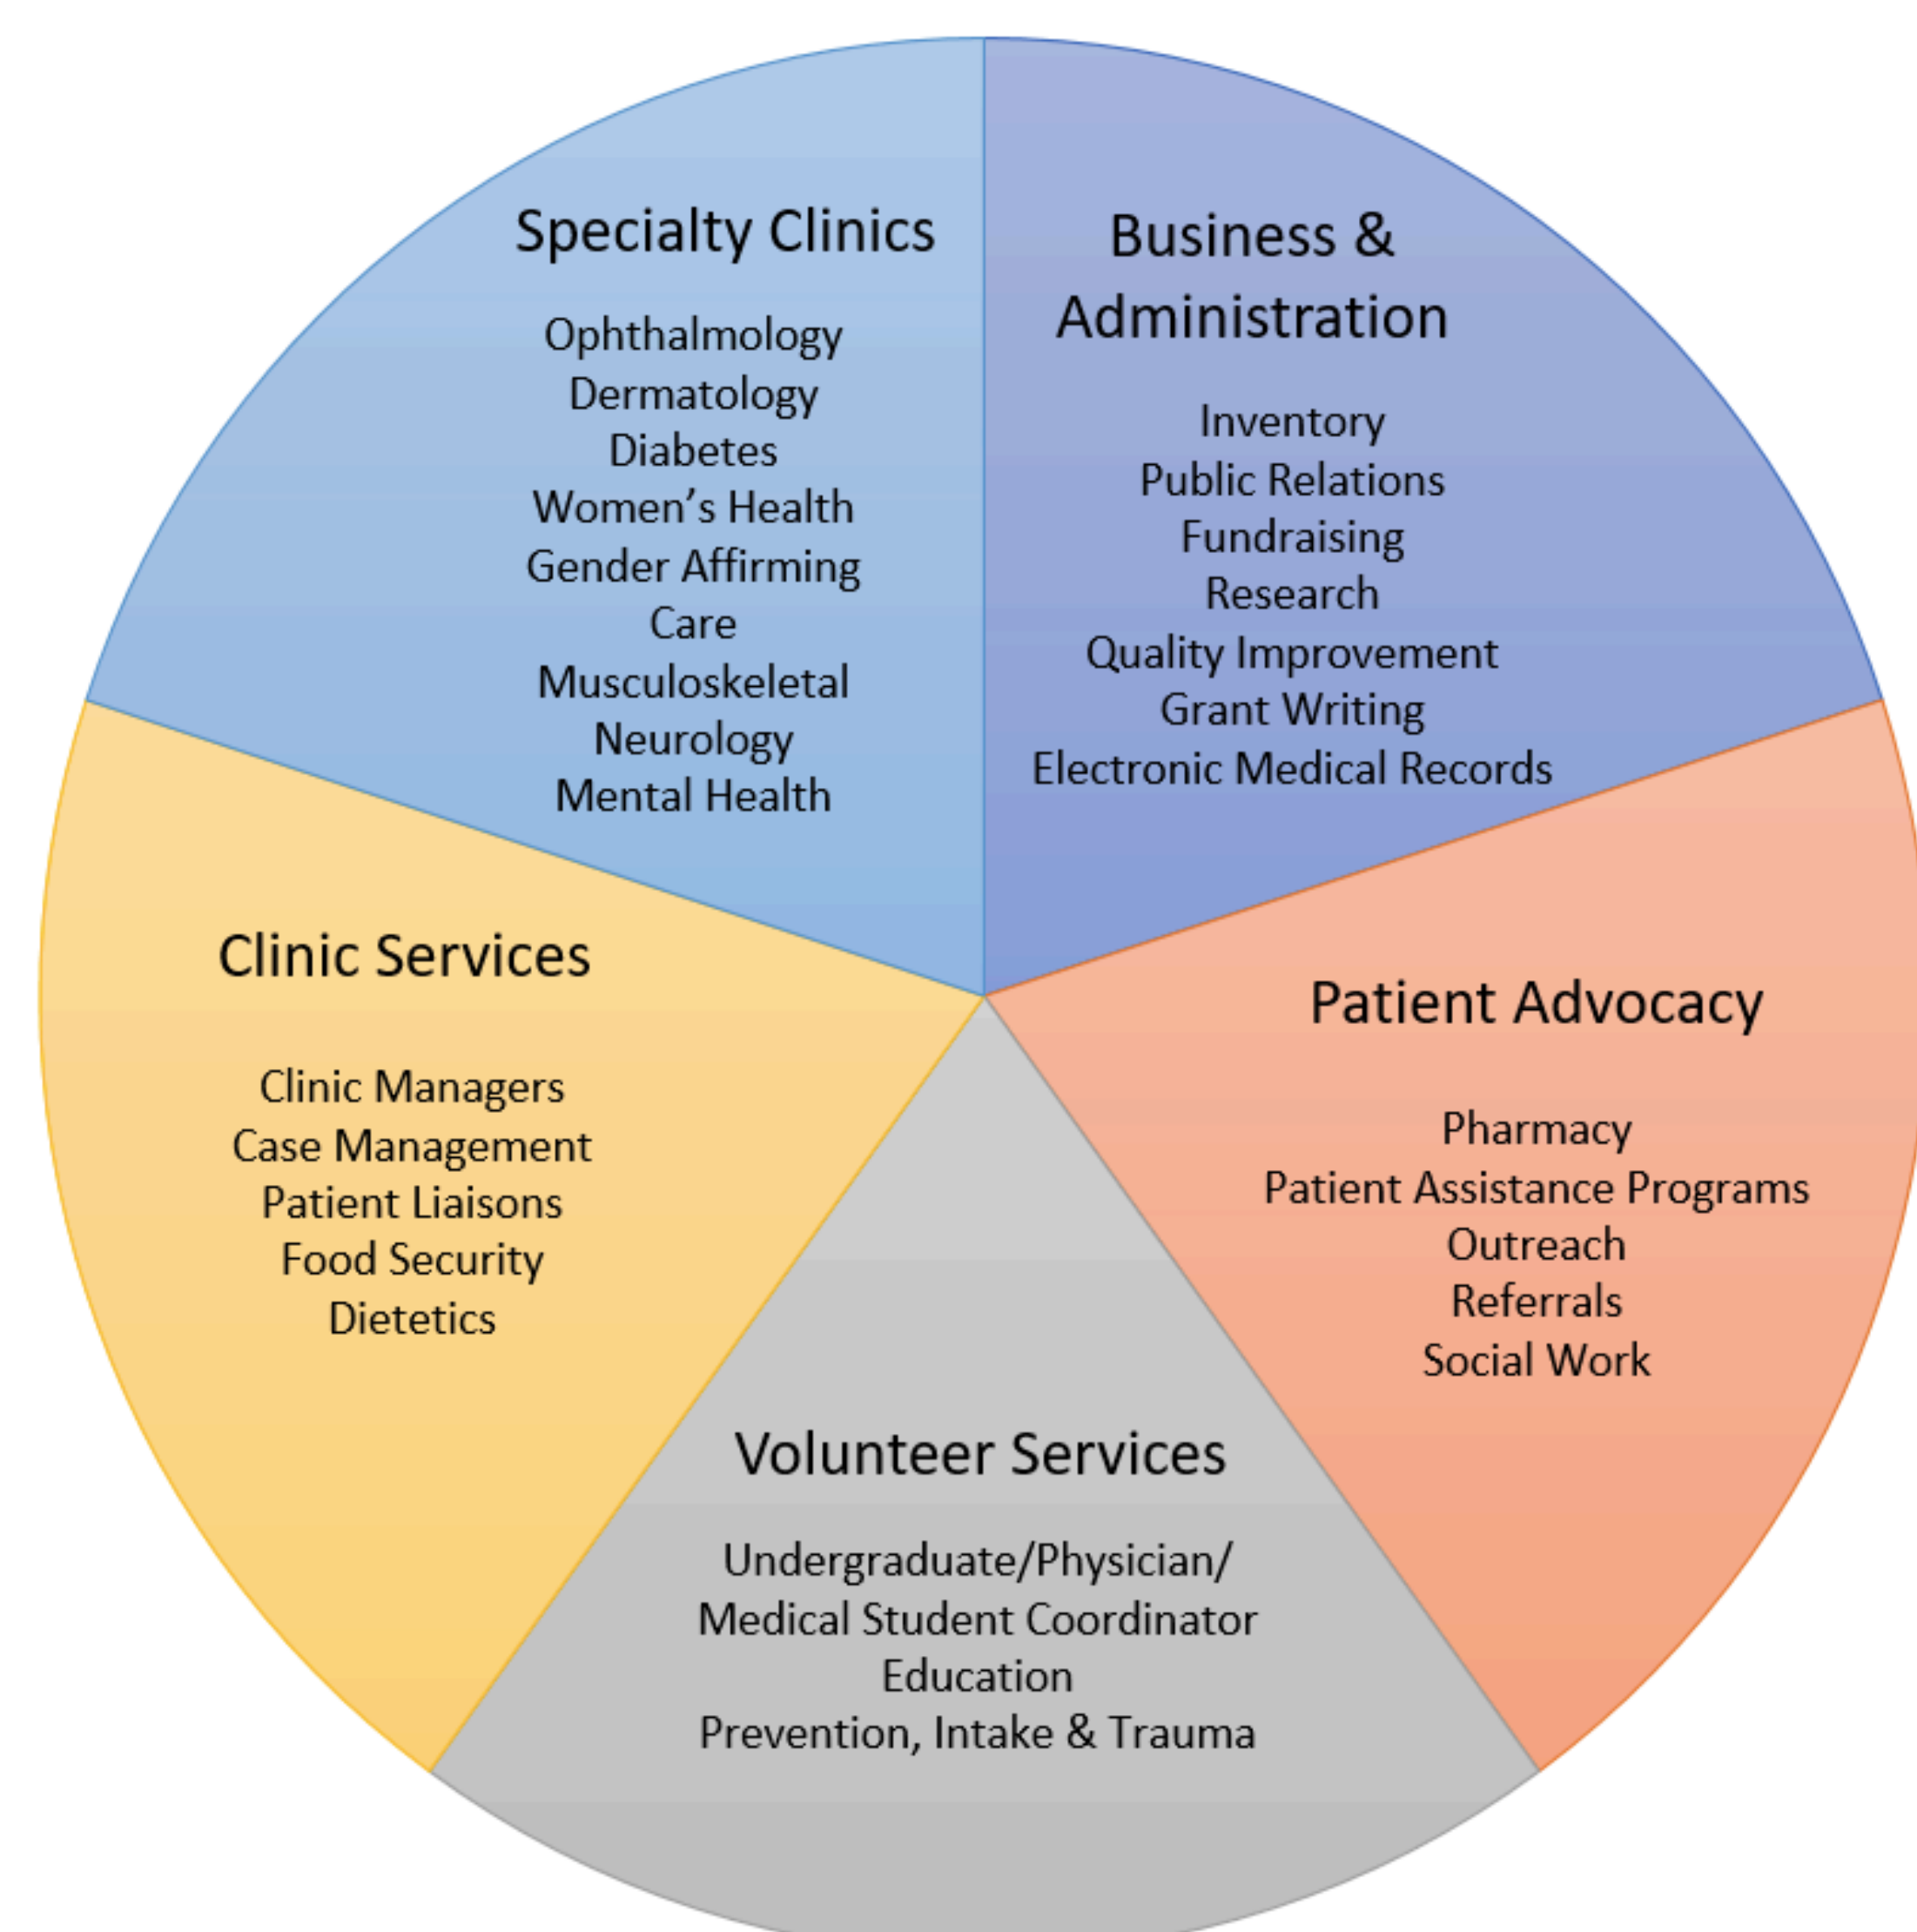 Specialty Clinics
Ophthalmology
Dermatology
Diabetes
Women’s Health
Gender Affirming
Care
Musculoskeletal
Neurology
Mental Health
Business &
Administration
Inventory
Public Relations
Fundraising
Research
Quality Improvement
Grant Writing
Electronic Medical Records
Clinic Services
Clinic Managers
Case Management
Patient Liaisons
Food Security
Dietetics
Patient Advocacy
Pharmacy
Patient Assistance Programs
Outreach
Referrals
Social Work
Volunteer Services
Undergraduate/Physician/
Medical Student Coordinator
Education
Prevention, Intake & Trauma